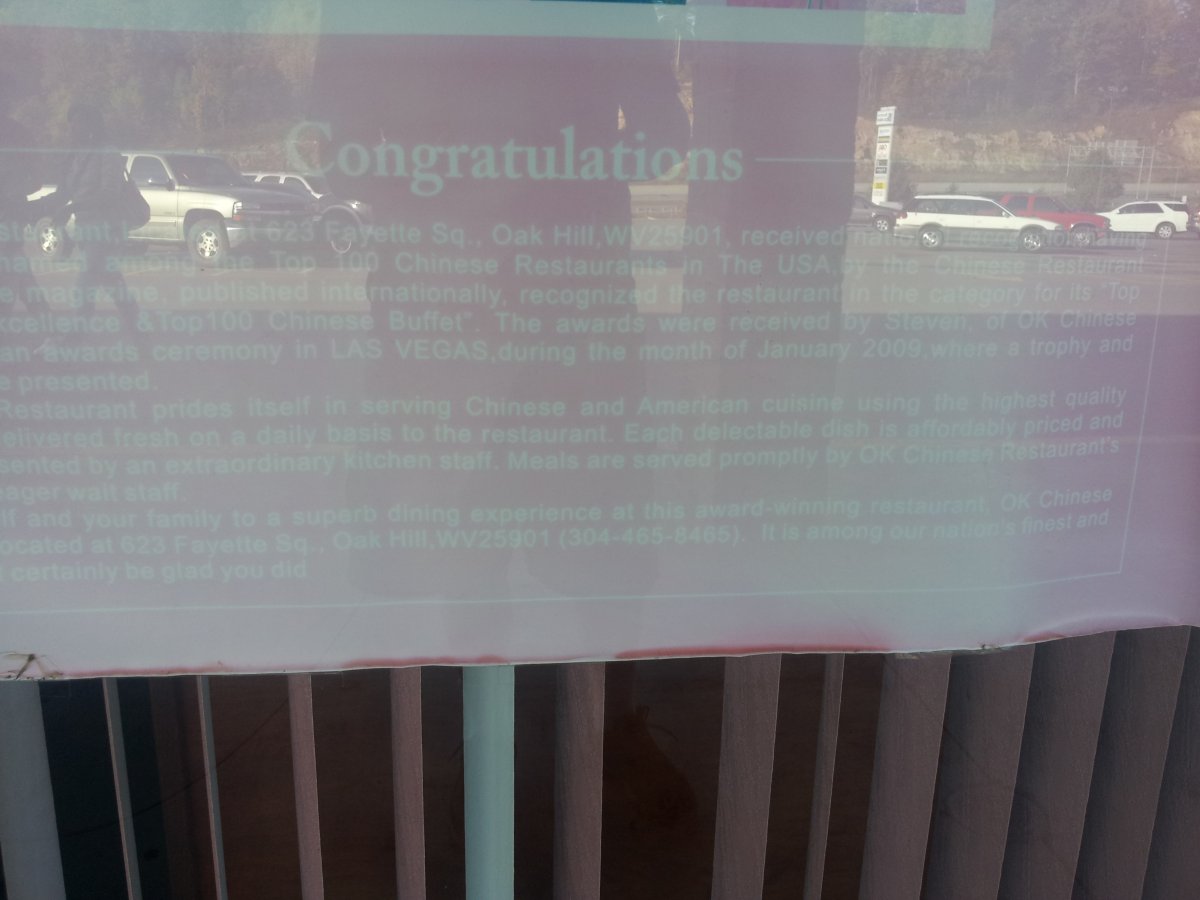 Congratulations
623 Fayette Sq, Oak Hill,WV25901, received
among the Top 100 Chinese Restaurants in The USA,by the Chinese Restaurant
magazine, published internationally, recognized the restaurant in the category for its "Top
xcellence &Top100 Chinese Buffet". The awards were received by Steven, of OK Chinese
an awards ceremony in LAS VEGAS,during the month of January 2009,where a trophy and
e presented.
Restaurant prides itself in serving Chinese and American cuisine using the highest quality
elivered fresh on a daily basis to the restaurant. Each delectable dish is affordably priced and
sented by an extraordinary kitchen staff. Meals are served promptly by OK Chinese Restaurant's
eager wait staff.
lf and your family to a superb dining experience at this award-winning restaurant, OK Chinese
ocated at 623 Fayette Sq., Oak Hill,WV25901 (304-465-8465). It is among our nation's finest and
t certainly be glad you did